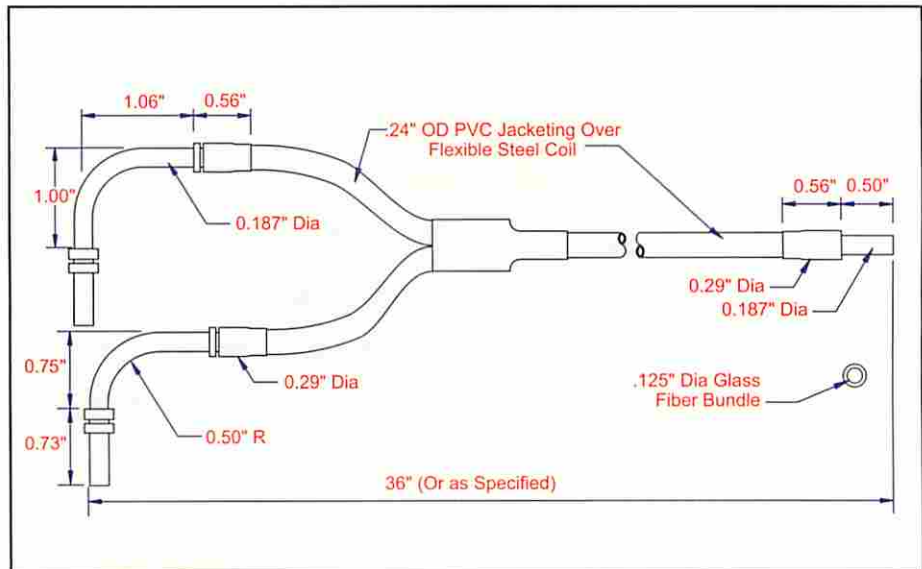 1.06"
0.56"
.24" OD PVC Jacketing Over
Flexible Steel Coil
0.56"
0.50"
1.00"
0.187" Dia
0.29" Dia
0.187" Dia
0.75"
0.29" Dia
.125" Dia Glass
Fiber Bundle
0.73"
0.50" R
36" (Or as Specified)